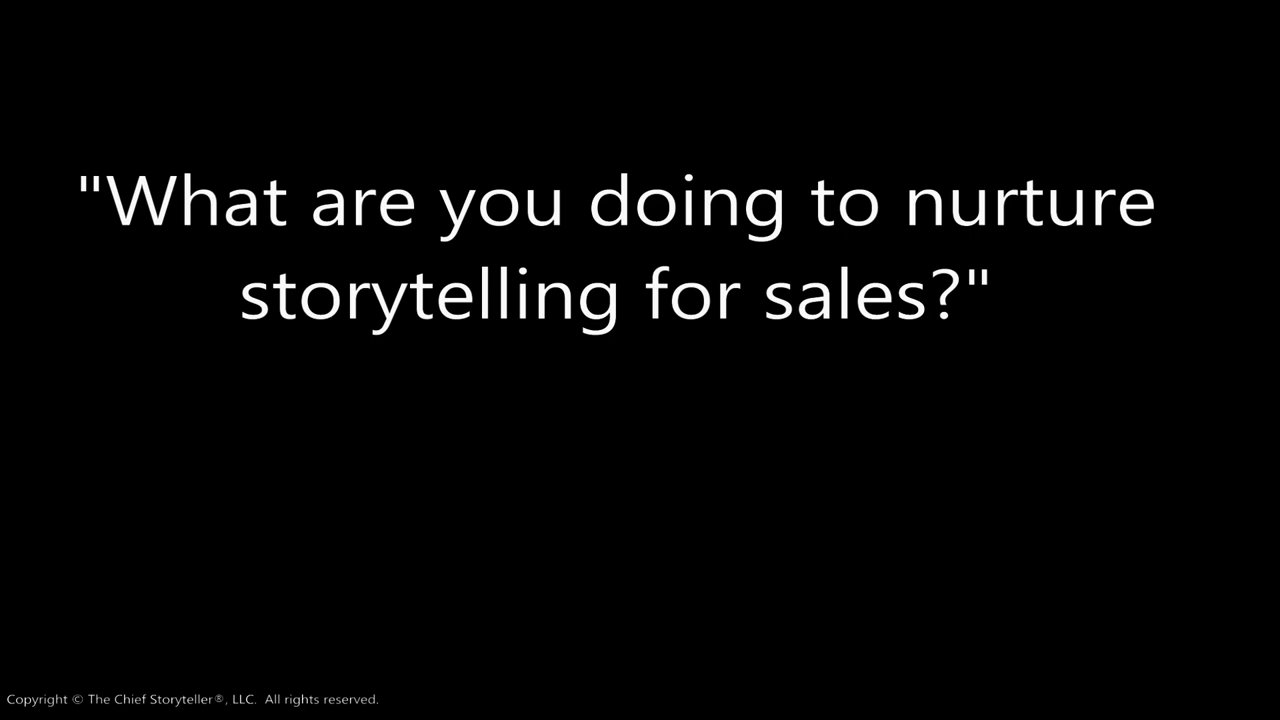 "What are you doing to nurture
storytelling for sales?"
Copyright © The Chief Storyteller®, LLC.  All rights reserved.